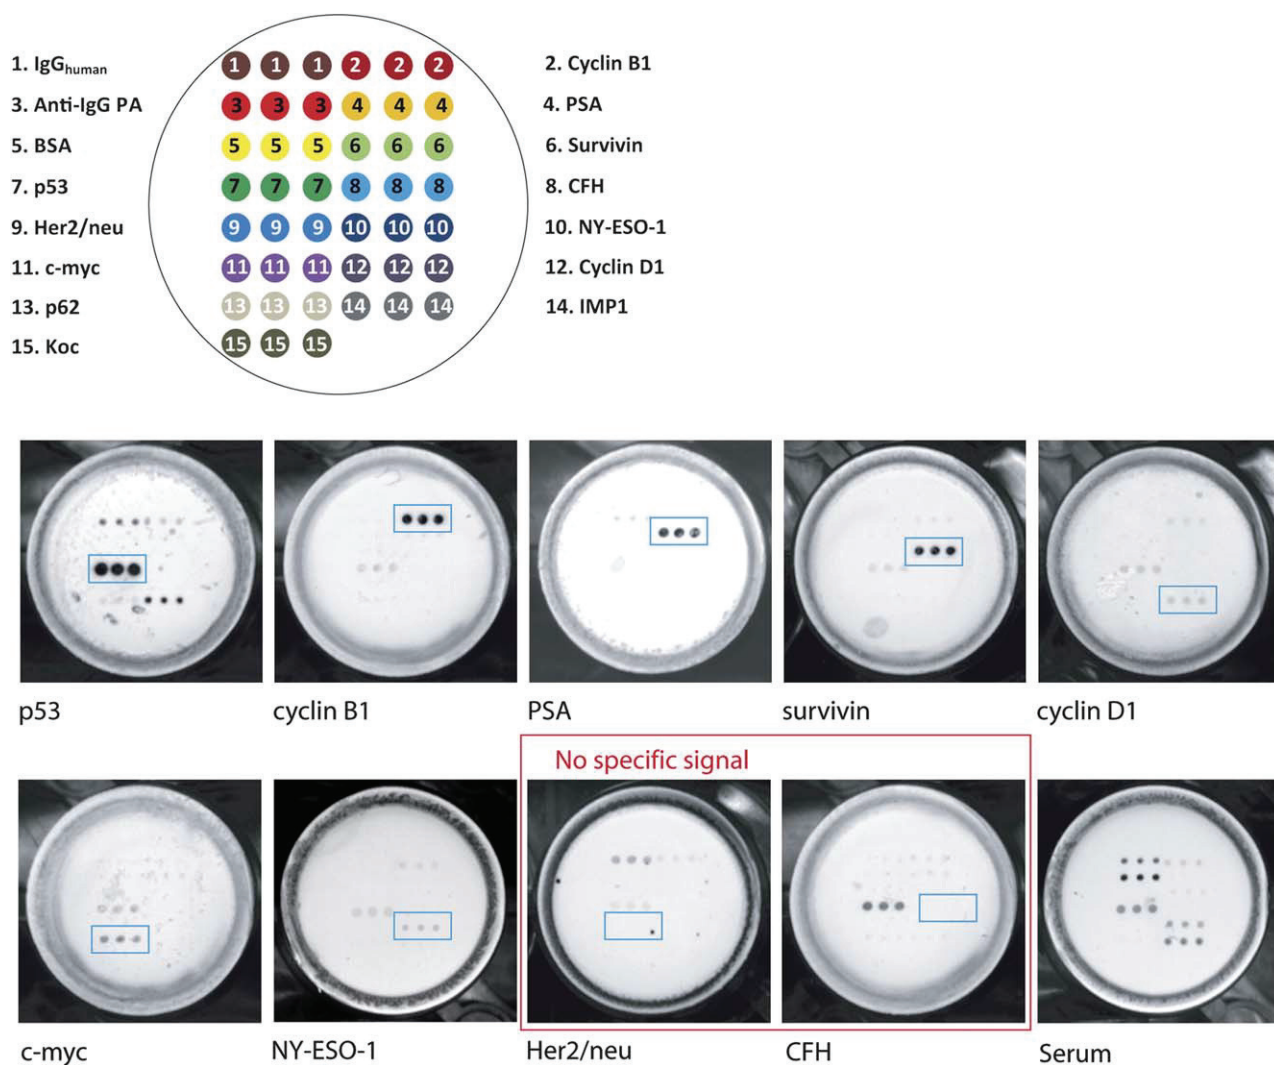 1. IgGhuman
1 1 1 2 2 2
2. Cyclin B1
3. Anti-IgG PA
3 3 3 4 4 4
4. PSA
5. BSA
5 5 5 6 6 6
6. Survivin
7. p53
7 7 7 8 8 8
8. CFH
9. Her2/neu
9 9 9 10 10 10
10. NY-ESO-1
11. c-myc
11 11 11 12 12 12
12. Cyclin D1
13. p62
13 13 13 14 14 14
14. IMP1
15. Koc
15 15 15
p53
cyclin B1
PSA
survivin
cyclin D1
No specific signal
c-myc
NY-ESO-1
Her2/neu
CFH
Serum